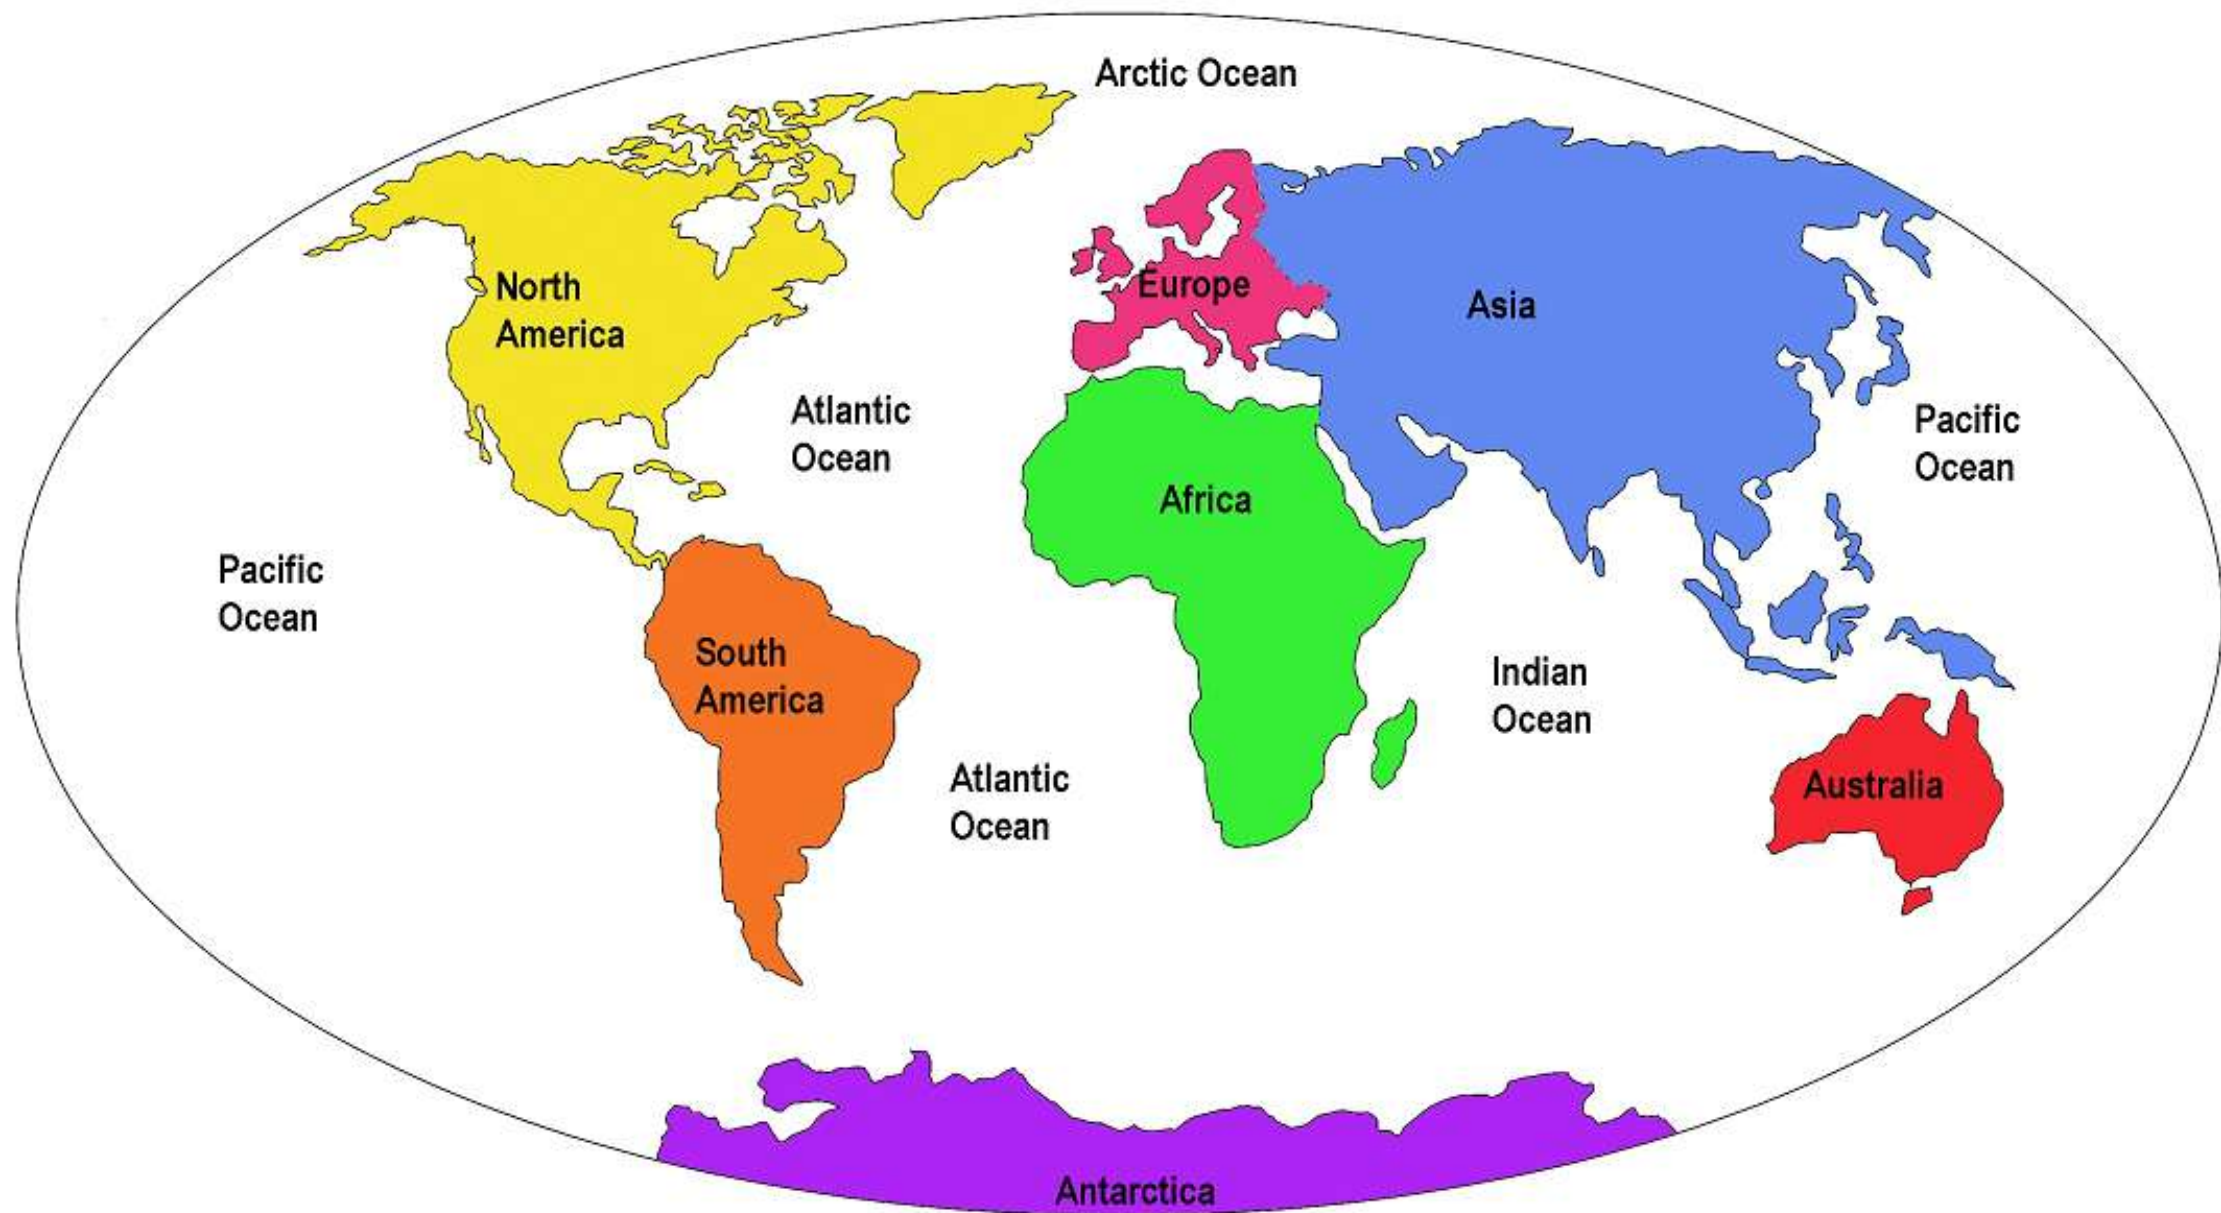 Arctic Ocean
North
America
Europe
Asia
Atlantic
Ocean
Pacific
Ocean
Africa
Pacific
Ocean
South
America
Indian
Ocean
Atlantic
Ocean
Australia
Antarctica